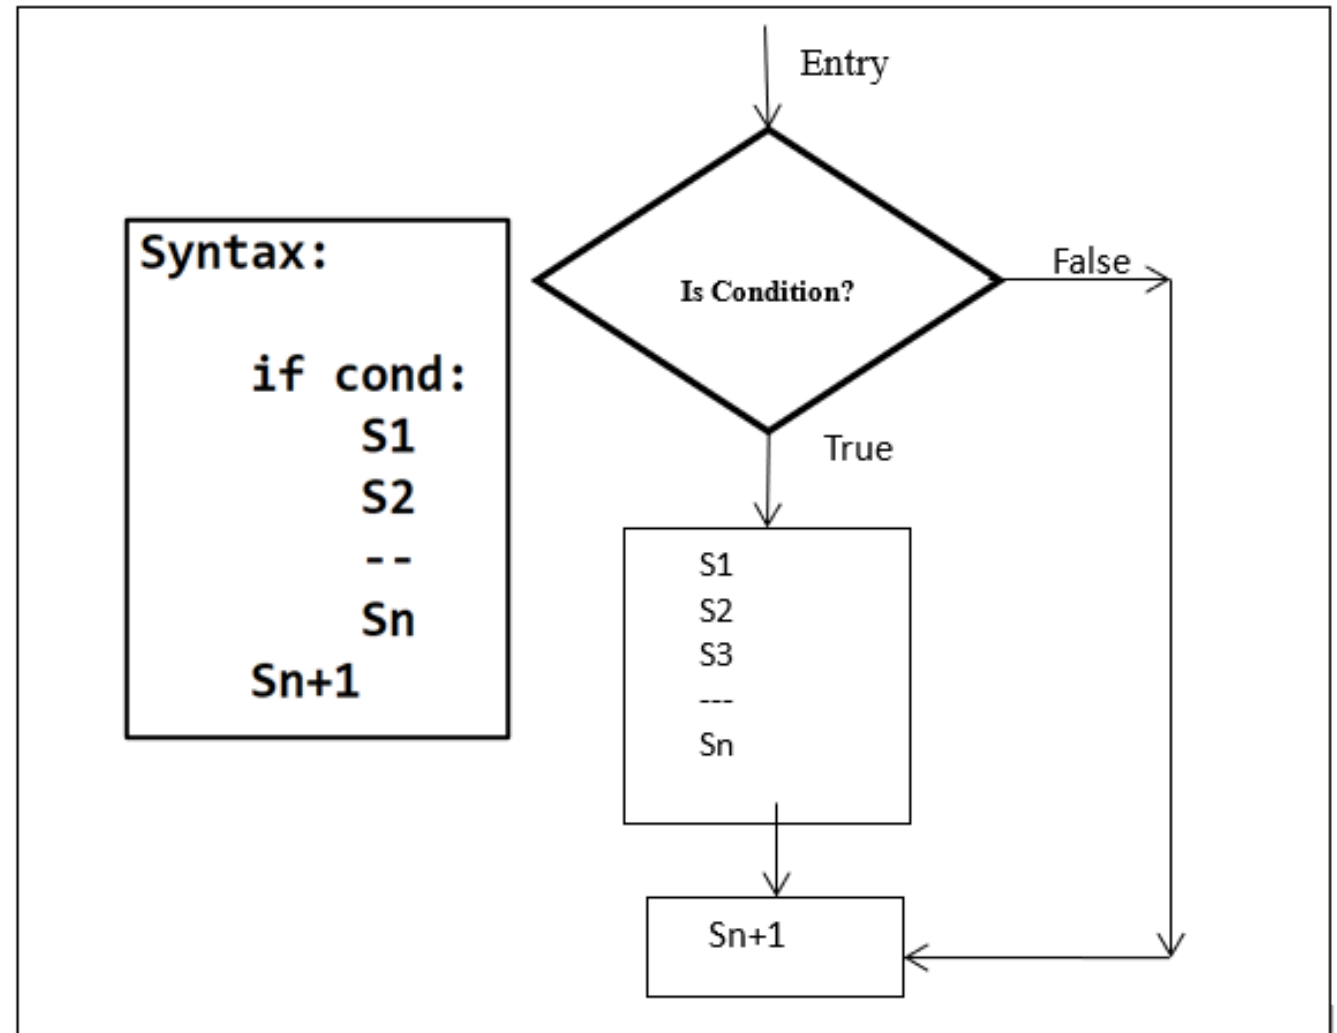 Entry
Syntax:
if cond:
S1
S2
--
Sn
Sn+1
Is Condition?
False
True
S1
S2
S3
---
Sn
Sn+1